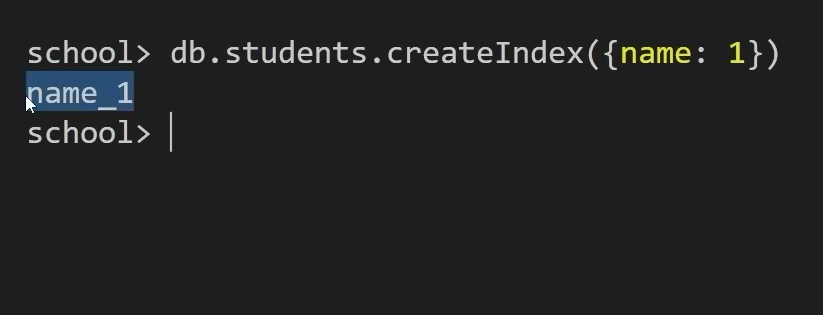 school> db.students.createIndex({name: 1})
name_1
school>